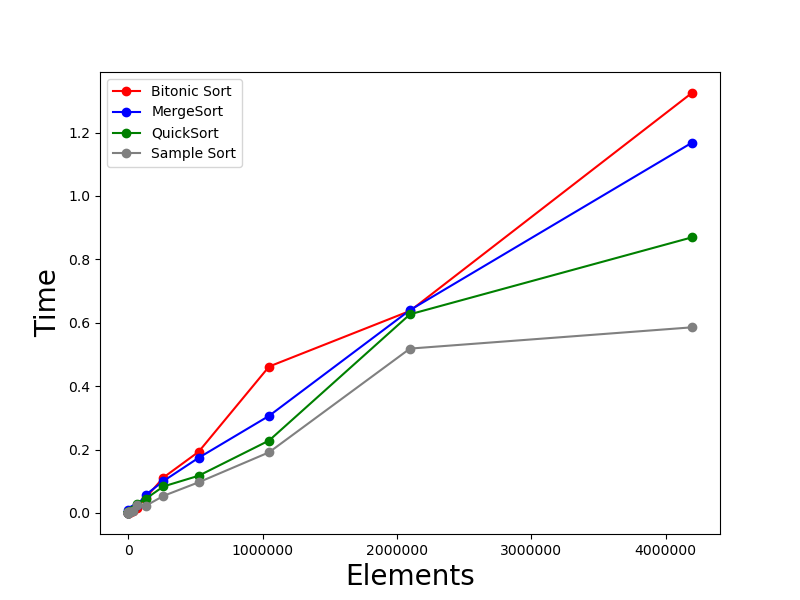 Bitonic Sort
MergeSort
QuickSort
Sample Sort
1.2
1.0
0.8
0.6
0.4
0.2
0.0
Time
0 1000000 2000000 3000000 4000000
Elements